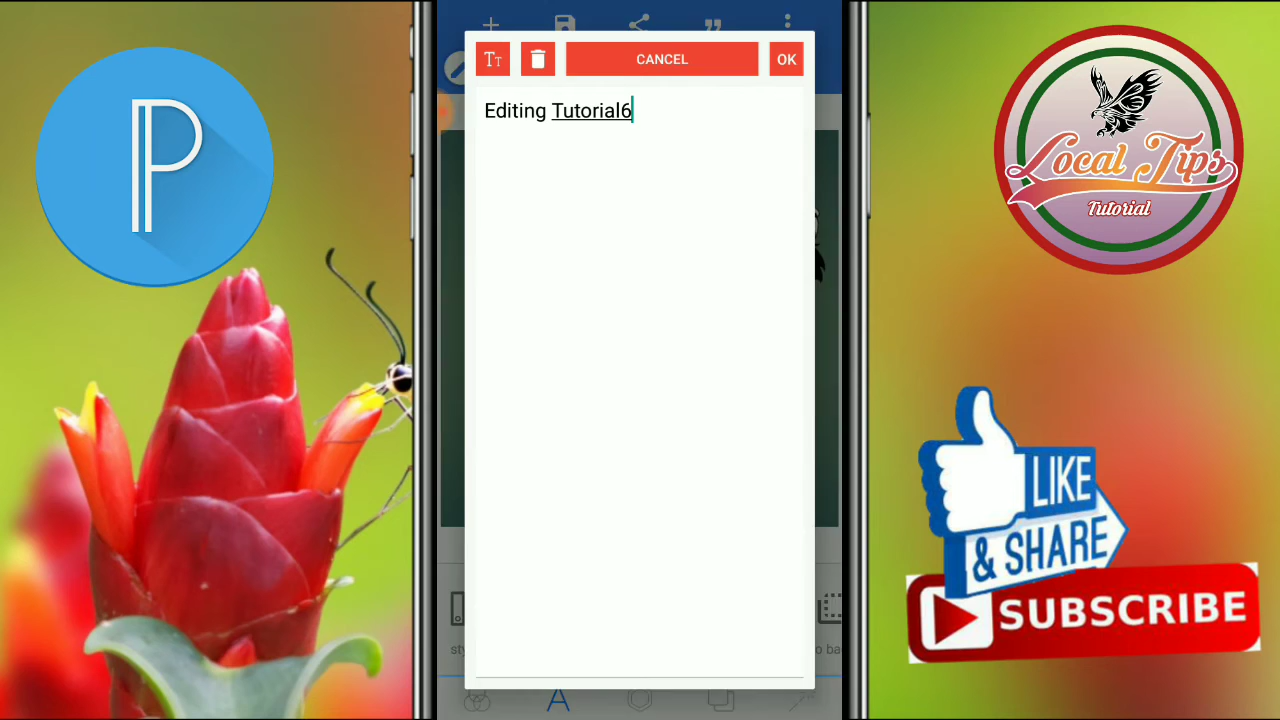 CANCEL
OK
Editing Tutorial6
Local Tips
Tutorial
LIKE
& SHARE
SUBSCRIBE